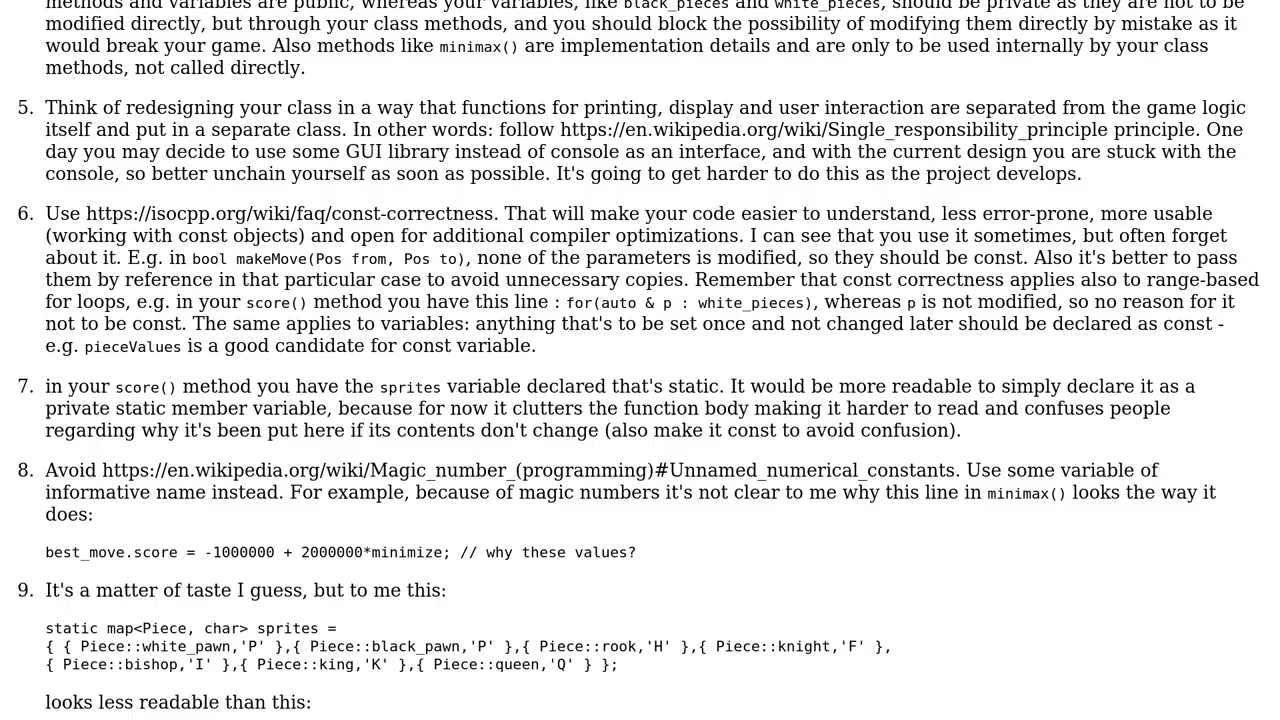 methods and variables are public, whereas your variables, like black_pieces and white_pieces, should be private as they are not to be
modified directly, but through your class methods, and you should block the possibility of modifying them directly by mistake as it
would break your game. Also methods like minimax() are implementation details and are only to be used internally by your class
methods, not called directly.
5. Think of redesigning your class in a way that functions for printing, display and user interaction are separated from the game logic
itself and put in a separate class. In other words: follow https://en.wikipedia.org/wiki/Single_responsibility_principle principle. One
day you may decide to use some GUI library instead of console as an interface, and with the current design you are stuck with the
console, so better unchain yourself as soon as possible. It's going to get harder to do this as the project develops.
6. Use https://isocpp.org/wiki/faq/const-correctness. That will make your code easier to understand, less error-prone, more usable
(working with const objects) and open for additional compiler optimizations. I can see that you use it sometimes, but often forget
about it. E.g. in bool makeMove(Pos from, Pos to), none of the parameters is modified, so they should be const. Also it's better to pass
them by reference in that particular case to avoid unnecessary copies. Remember that const correctness applies also to range-based
for loops, e.g. in your score() method you have this line : for(auto & p : white_pieces), whereas p is not modified, so no reason for it
not to be const. The same applies to variables: anything that's to be set once and not changed later should be declared as const -
e.g. pieceValues is a good candidate for const variable.
7. in your score() method you have the sprites variable declared that's static. It would be more readable to simply declare it as a
private static member variable, because for now it clutters the function body making it harder to read and confuses people
regarding why it's been put here if its contents don't change (also make it const to avoid confusion).
8. Avoid https://en.wikipedia.org/wiki/Magic_number_(programming)#Unnamed_numerical_constants. Use some variable of
informative name instead. For example, because of magic numbers it's not clear to me why this line in minimax() looks the way it
does:
best_move.score = -1000000 + 2000000*minimize; // why these values?
9. It's a matter of taste I guess, but to me this:
static map<Piece, char> sprites =
{ { Piece::white_pawn,'P' },{ Piece::black_pawn,'P' },{ Piece::rook,'H' },{ Piece::knight,'F' },
{ Piece::bishop,'I' },{ Piece::king,'K' },{ Piece::queen,'Q' } };
looks less readable than this: